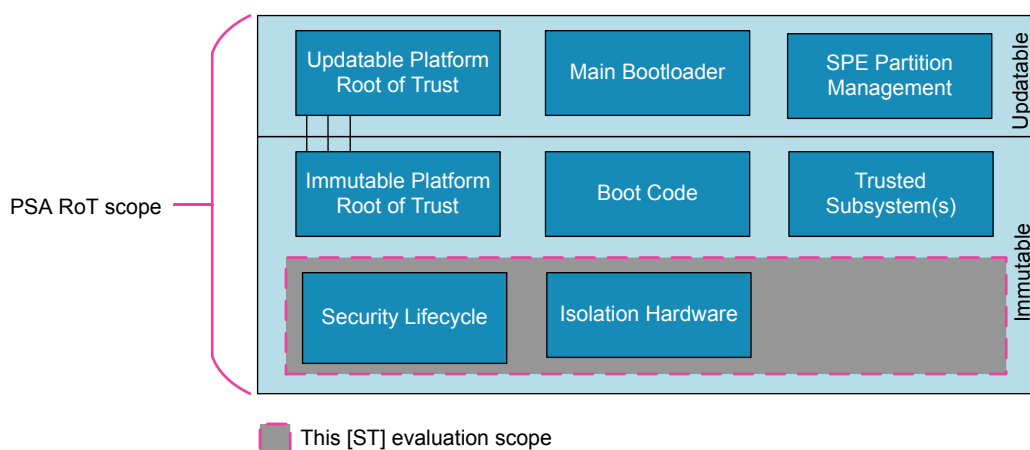 Updatable Platform
Root of Trust
Main Bootloader
SPE Partition
Management
Updatable
Immutable Platform
Root of Trust
Boot Code
Trusted
Subsystem(s)
PSA RoT scope
Immutable
Security Lifecycle
Isolation Hardware
This [ST] evaluation scope